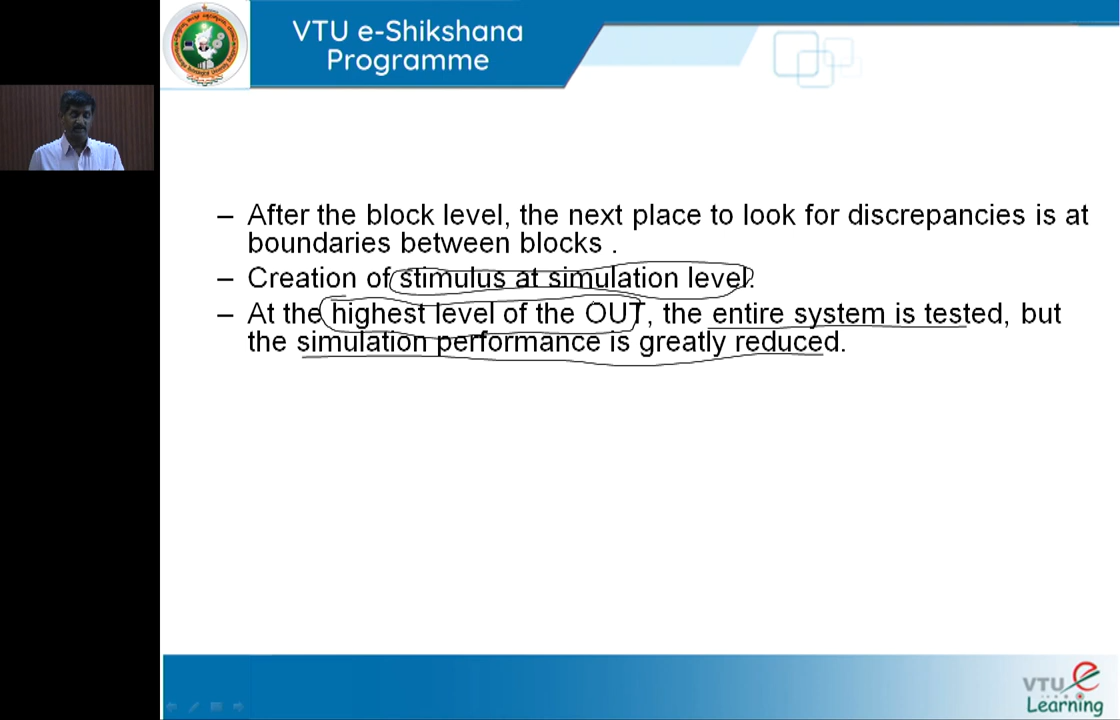 VTU e-Shikshana
Programme
– After the block level, the next place to look for discrepancies is at
boundaries between blocks .
– Creation of stimulus at simulation level.
– At the highest level of the OUT, the entire system is tested, but
the simulation performance is greatly reduced.
VTU e
Learning